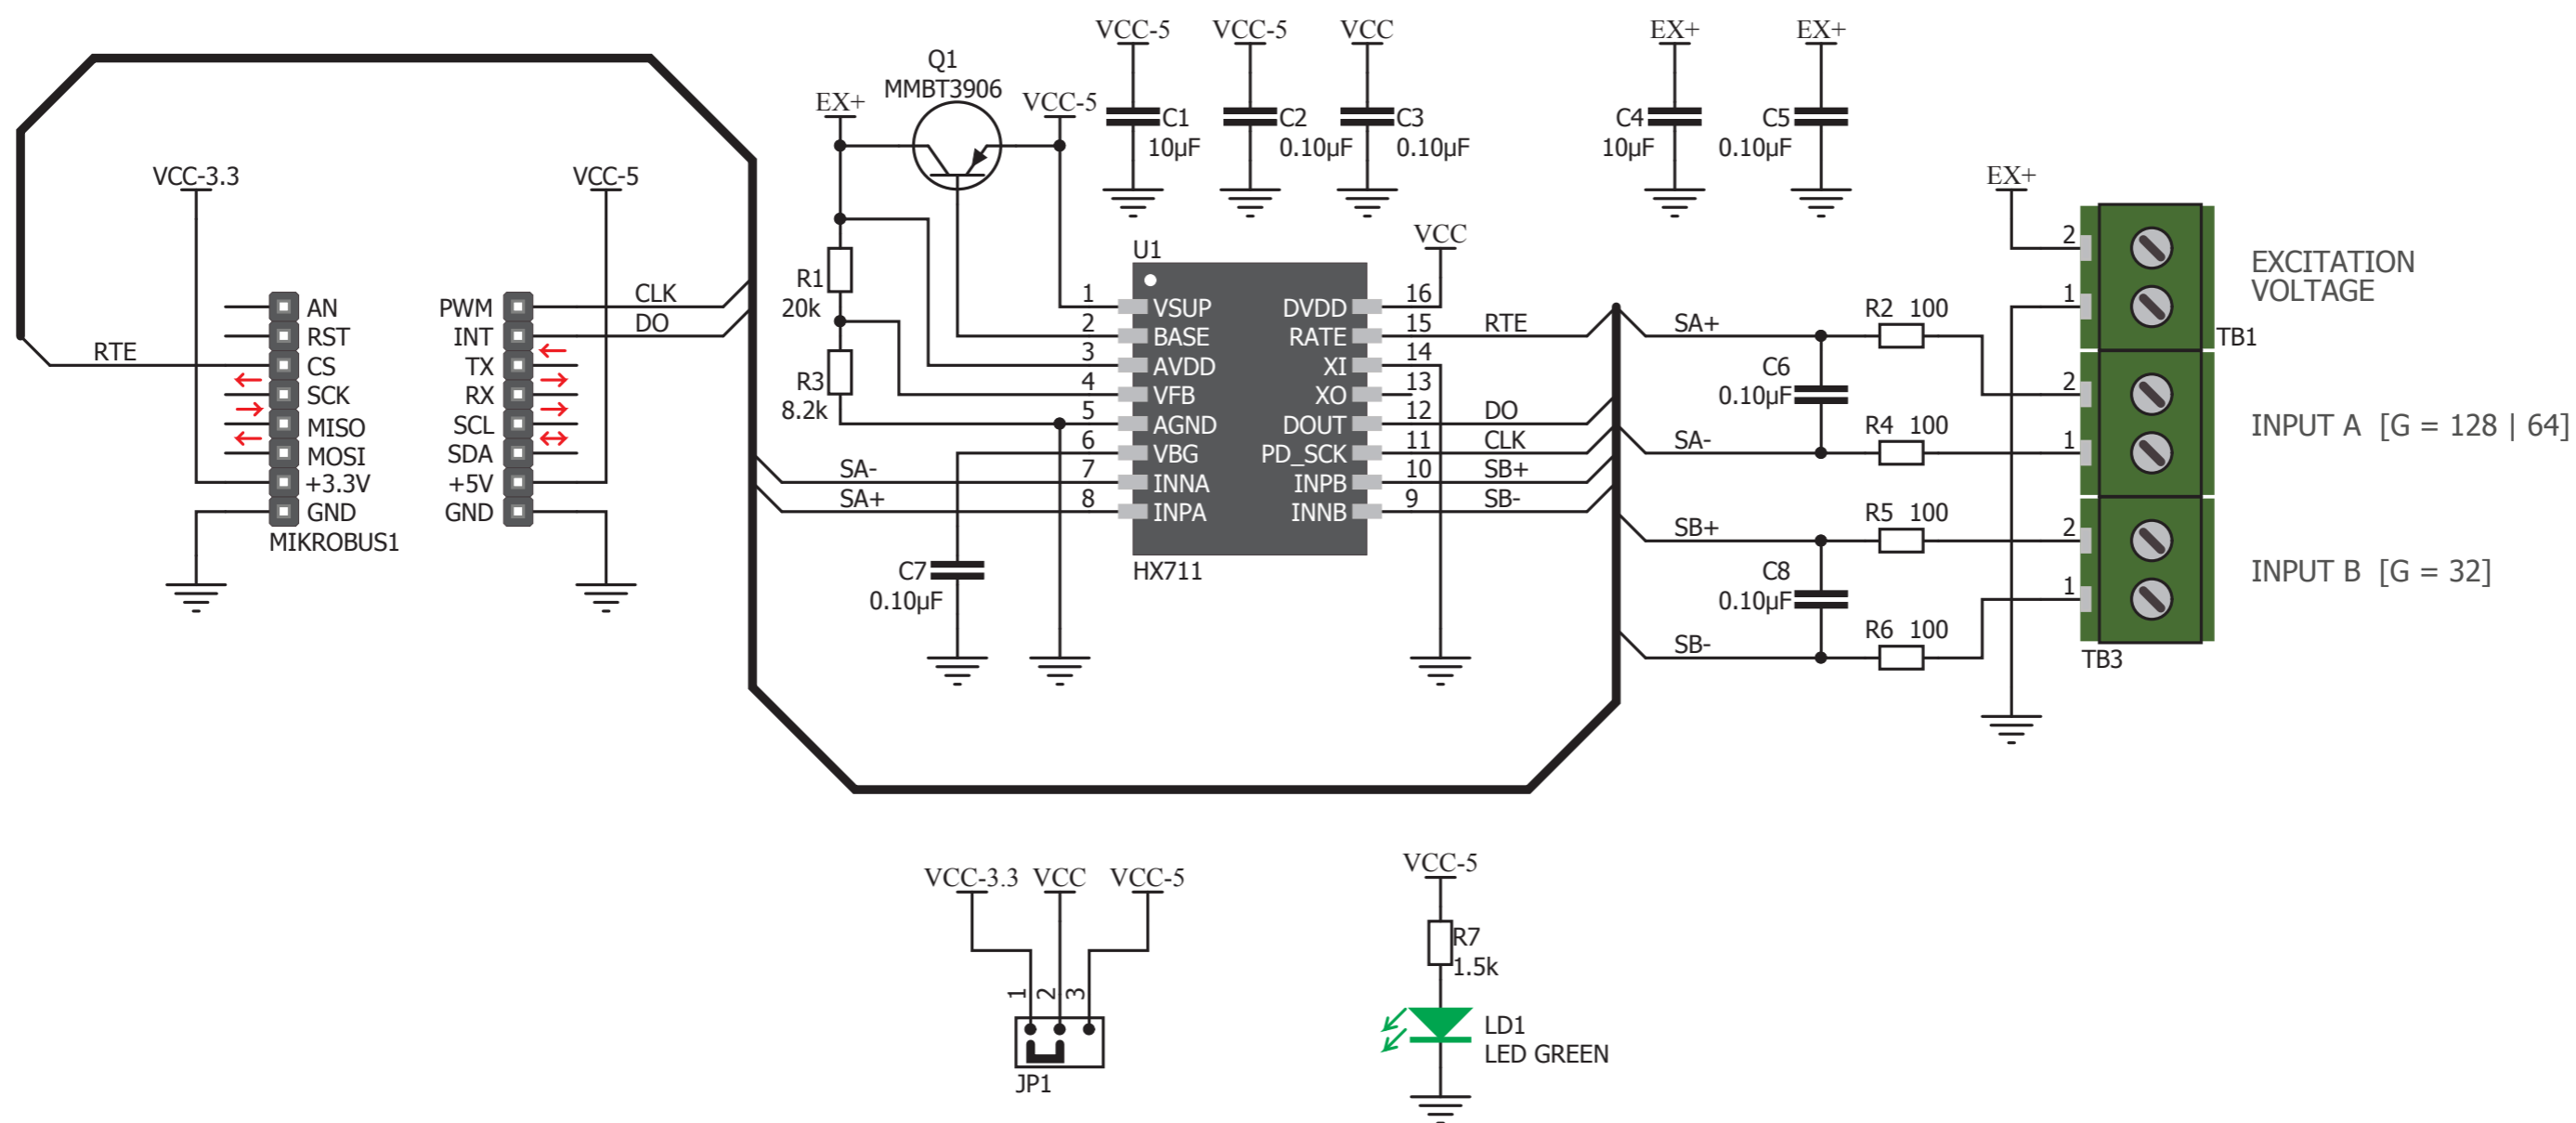 VCC-5
VCC-5
VCC
EX+
EX+
Q1
MMBT3906
EX+
VCC-5
C1
10µF
C2
0.10µF
C3
0.10µF
C4
10µF
C5
0.10µF
VCC-3.3
VCC-5
EX+
AN
RST
CS
SCK
MISO
MOSI
+3.3V
GND
MIKROBUS1
RTE
PWM
INT
TX
RX
SCL
SDA
+5V
GND
CLK
DO
R1
20k
R3
8.2k
SA-
SA+
C7
0.10µF
U1
1 VSUP
2 BASE
3 AVDD
4 VFB
5 AGND
6 VBG
7 INNA
8 INPA
DVDD 16
RATE 15
XI 14
XO 13
DOUT 12
PD_SCK 11
INPB 10
INNB 9
HX711
VCC
RTE
DO
CLK
SB+
SB-
SA+
SA-
SB+
SB-
C6
0.10µF
C8
0.10µF
R2 100
R4 100
R5 100
R6 100
2
1
2
1
2
1
TB1
TB3
EXCITATION
VOLTAGE
INPUT A [G = 128 | 64]
INPUT B [G = 32]
VCC-3.3 VCC VCC-5
1 2 3
JP1
VCC-5
R7
1.5k
LD1
LED GREEN